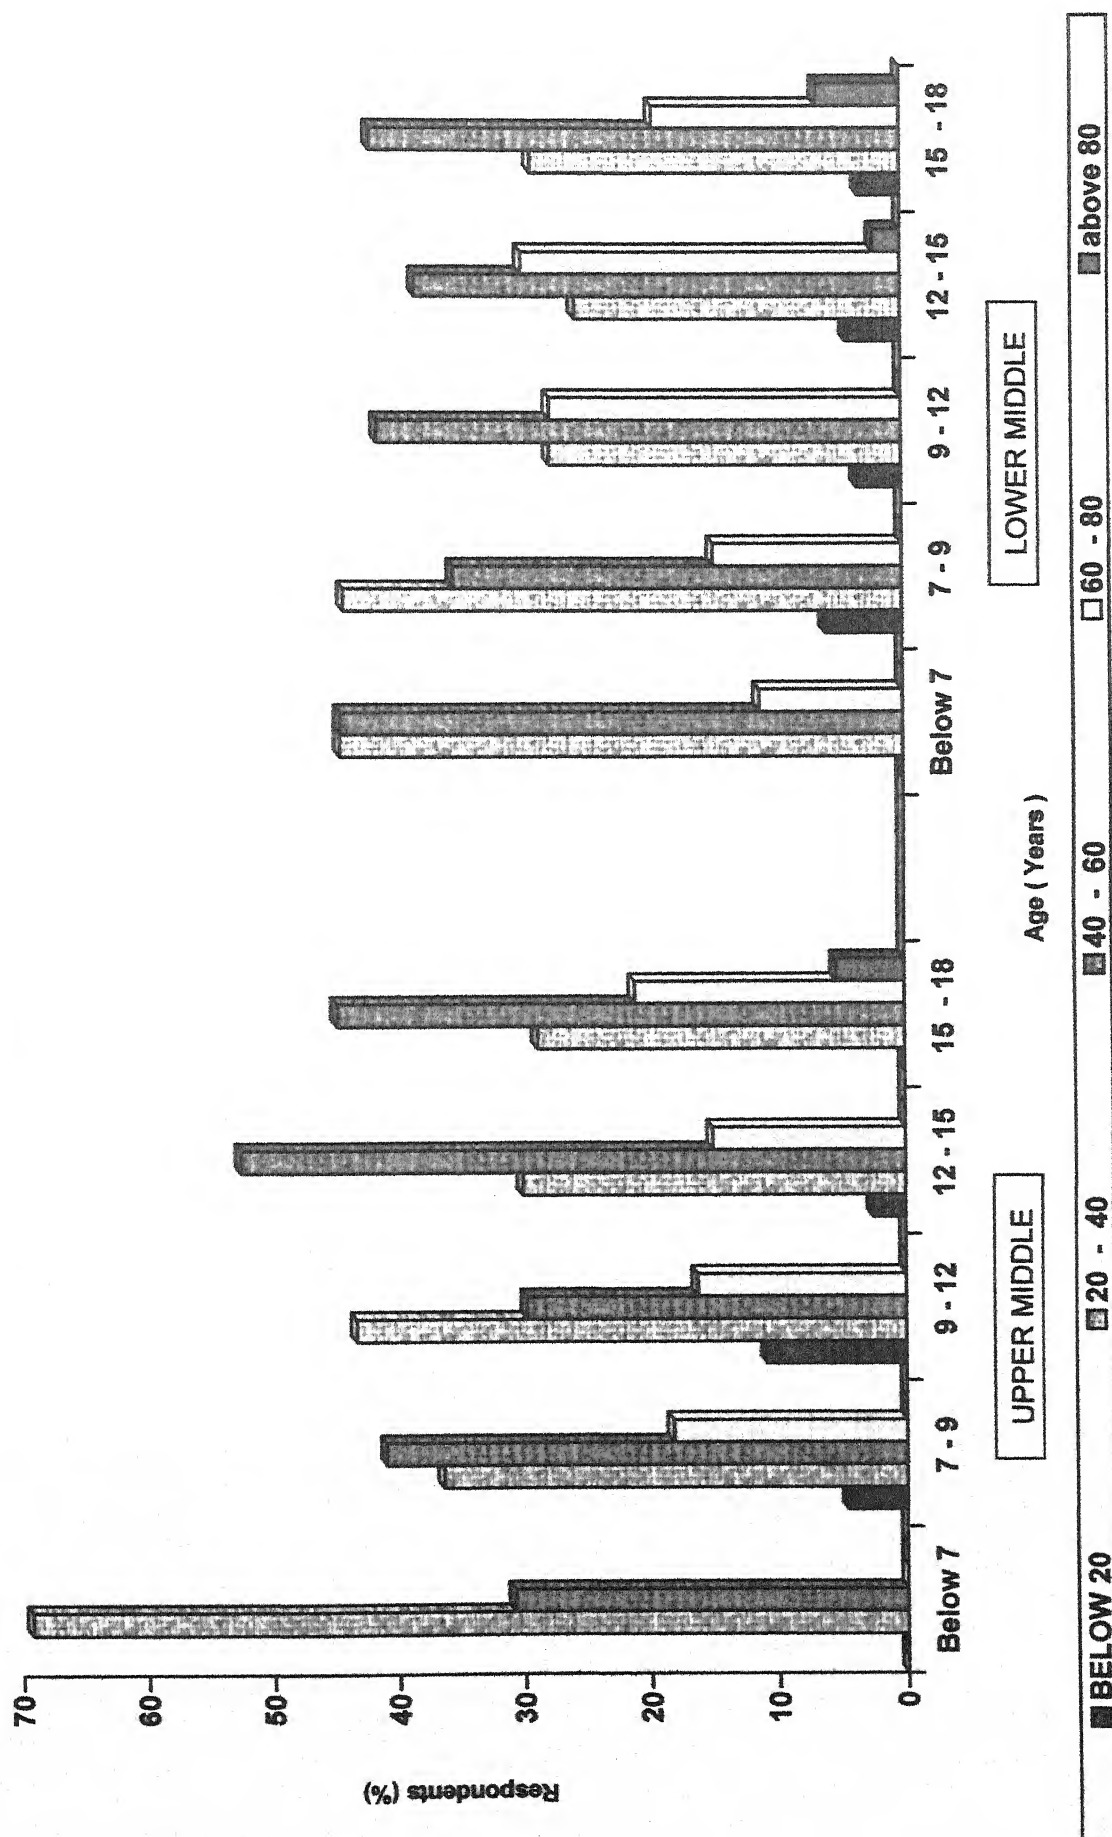 Respondents (%)
70
60
50
40
30
20
10
0
Below 7 7 - 9 9 - 12 12 - 15 15 - 18 Below 7 7 - 9 9 - 12 12 - 15 15 - 18
Age ( Years )
UPPER MIDDLE LOWER MIDDLE
BELOW 20 20 - 40 40 - 60 60 - 80 above 80